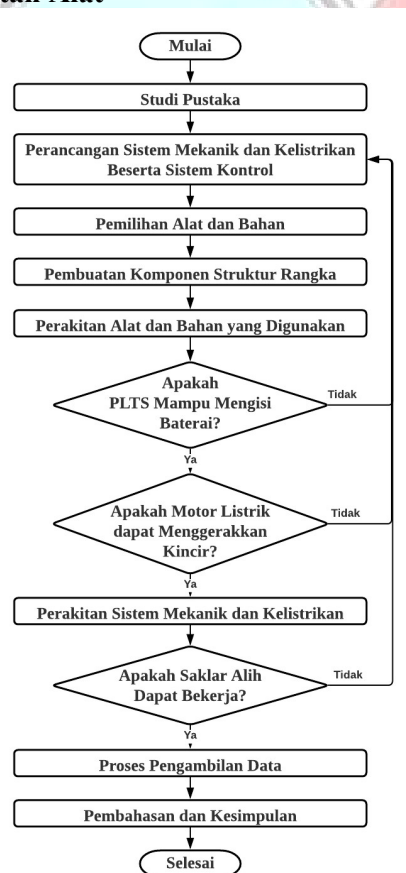 Mulai
Studi Pustaka
Perancangan Sistem Mekanik dan Kelistrikan
Beserta Sistem Kontrol
Pemilihan Alat dan Bahan
Pembuatan Komponen Struktur Rangka
Perakitan Alat dan Bahan yang Digunakan
Apakah
PLTS Mampu Mengisi
Baterai?
Tidak
Ya
Apakah Motor Listrik
dapat Menggerakkan
Kincir?
Tidak
Ya
Perakitan Sistem Mekanik dan Kelistrikan
Apakah Saklar Alih
Dapat Bekerja?
Tidak
Ya
Proses Pengambilan Data
Pembahasan dan Kesimpulan
Selesai